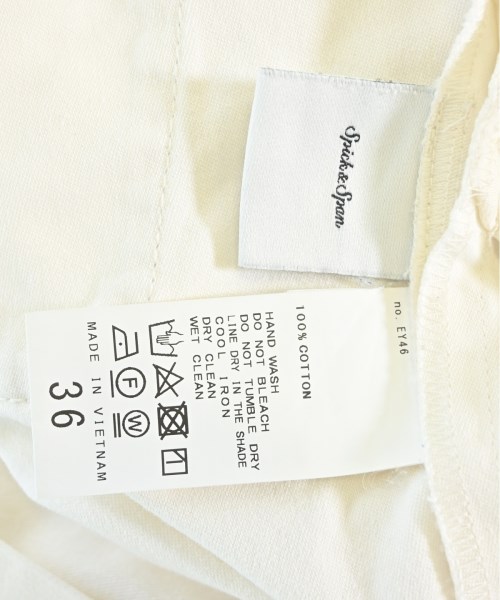 Spick & Span
no. EY46
100% COTTON
HAND WASH
DO NOT BLEACH
DO NOT TUMBLE DRY
LINE DRY IN THE SHADE
COOL IRON
DRY CLEAN
WET CLEAN
F W
36
MADE IN VIETNAM